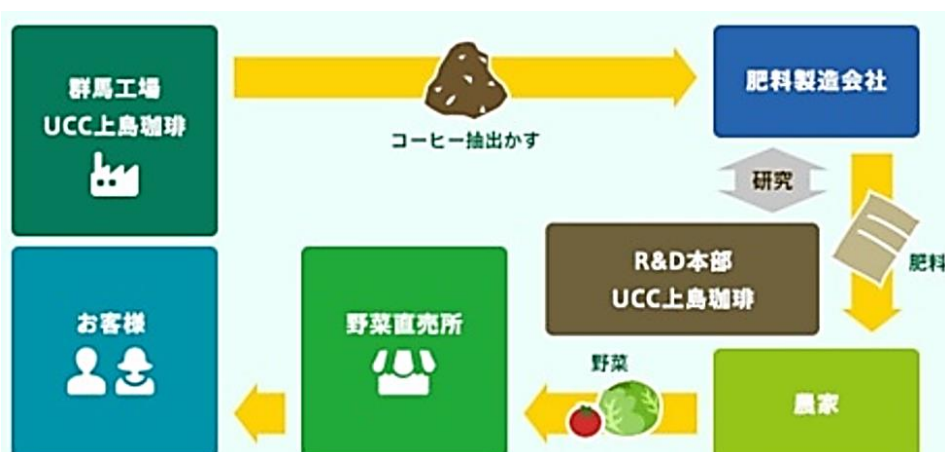 群馬工場
UCC上島珈琲
コーヒー抽出かす
肥料製造会社
研究
肥料
R&D本部
UCC上島珈琲
お客様
野菜直売所
野菜
農家